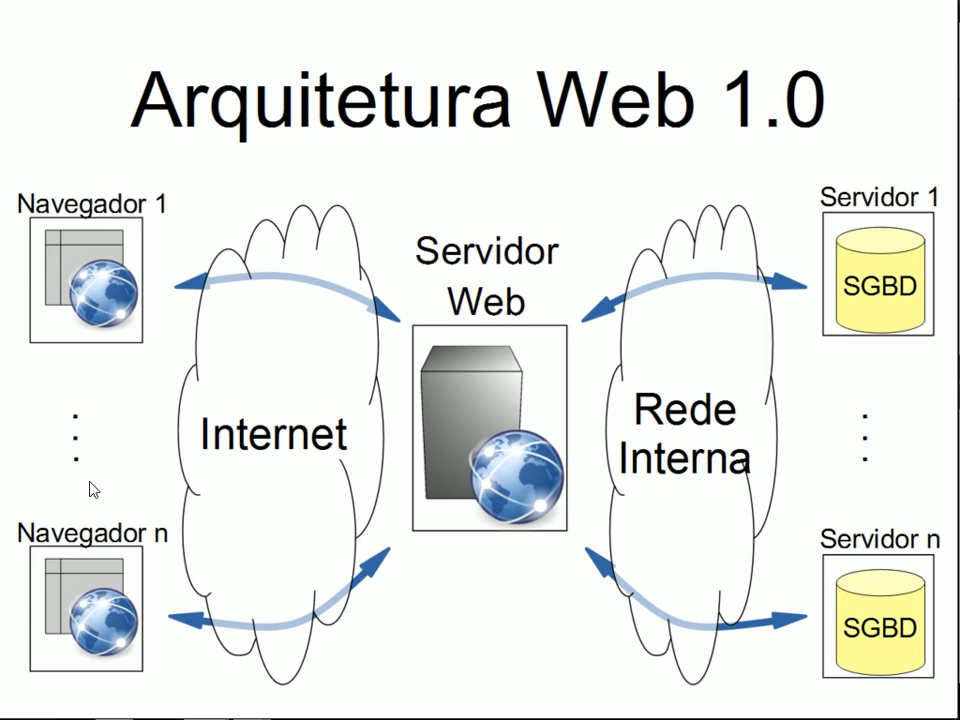 Arquitetura Web 1.0
Navegador 1
Servidor 1
Servidor
Web
SGBD
Internet
Rede
Interna
Navegador n
Servidor n
SGBD